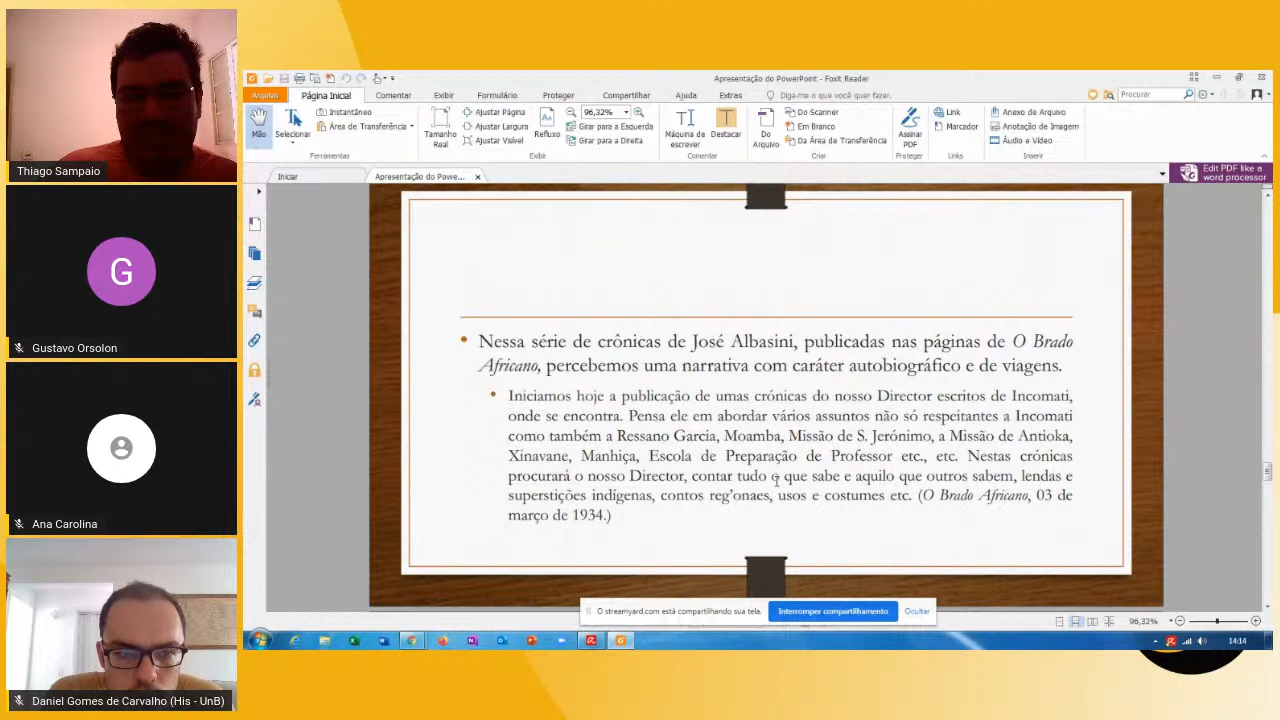 Thiago Sampaio
G
Gustavo Orsolon
Ana Carolina
Daniel Gomes de Carvalho (His - UnB)
Apresentação do PowerPoint - Foxit Reader
Arquivo
Página Inicial
Comentar
Exibir
Formulário
Proteger
Compartilhar
Ajuda
Extras
Diga-me o que você quer fazer.
Procurar
Mão
Selecionar
Instantâneo
Área de Transferência
Ferramentas
Tamanho
Real
Ajustar Página
Ajustar Largura
Ajustar Visível
Refluxo
96,32%
Girar para a Esquerda
Girar para a Direita
Exibir
Máquina de
escrever
Destacar
Comentar
Do
Arquivo
Do Scanner
Em Branco
Da Área de Transferência
Criar
Assinar
PDF
Proteger
Link
Marcador
Links
Anexo de Arquivo
Anotação de Imagem
Áudio e Vídeo
Inserir
Iniciar
Apresentação do Powe...
Edit PDF like a
word processor
• Nessa série de crônicas de José Albasini, publicadas nas páginas de O Brado
Africano, percebemos uma narrativa com caráter autobiográfico e de viagens.
• Iniciamos hoje a publicação de umas crónicas do nosso Director escritos de Incomati,
onde se encontra. Pensa ele em abordar vários assuntos não só respeitantes a Incomati
como também a Ressano Garcia, Moamba, Missão de S. Jerónimo, a Missão de Antioka,
Xinavane, Manhiça, Escola de Preparação de Professor etc., etc. Nestas crónicas
procurará o nosso Director, contar tudo o que sabe e aquilo que outros sabem, lendas e
superstições indígenas, contos reg’onaes, usos e costumes etc. (O Brado Africano, 03 de
março de 1934.)
O streamyard.com está compartilhando sua tela.
Interromper compartilhamento
Ocultar
96,32%
14:14